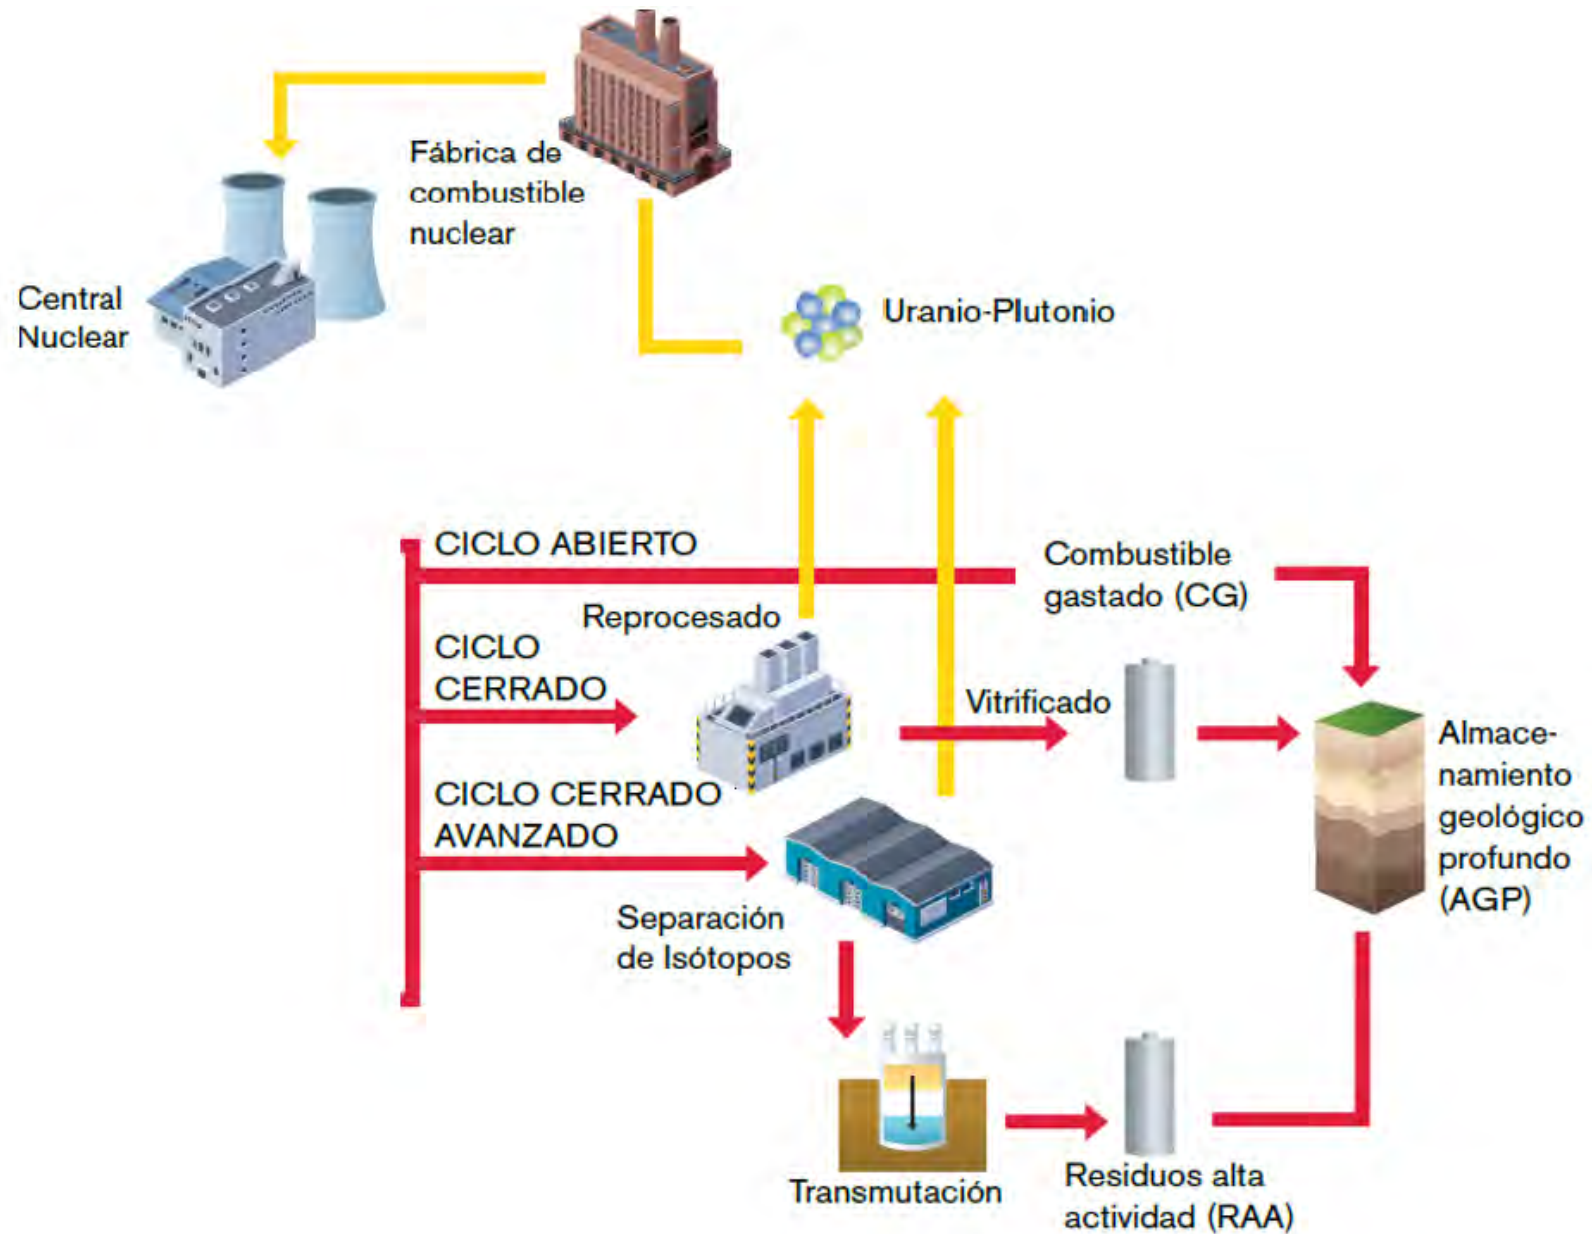 Fábrica de
combustible
nuclear
Central
Nuclear
Uranio-Plutonio
CICLO ABIERTO
Combustible
gastado (CG)
Reprocesado
CICLO
CERRADO
Vitrificado
Almace-
namiento
geológico
profundo
(AGP)
CICLO CERRADO
AVANZADO
Separación
de Isótopos
Transmutación
Residuos alta
actividad (RAA)